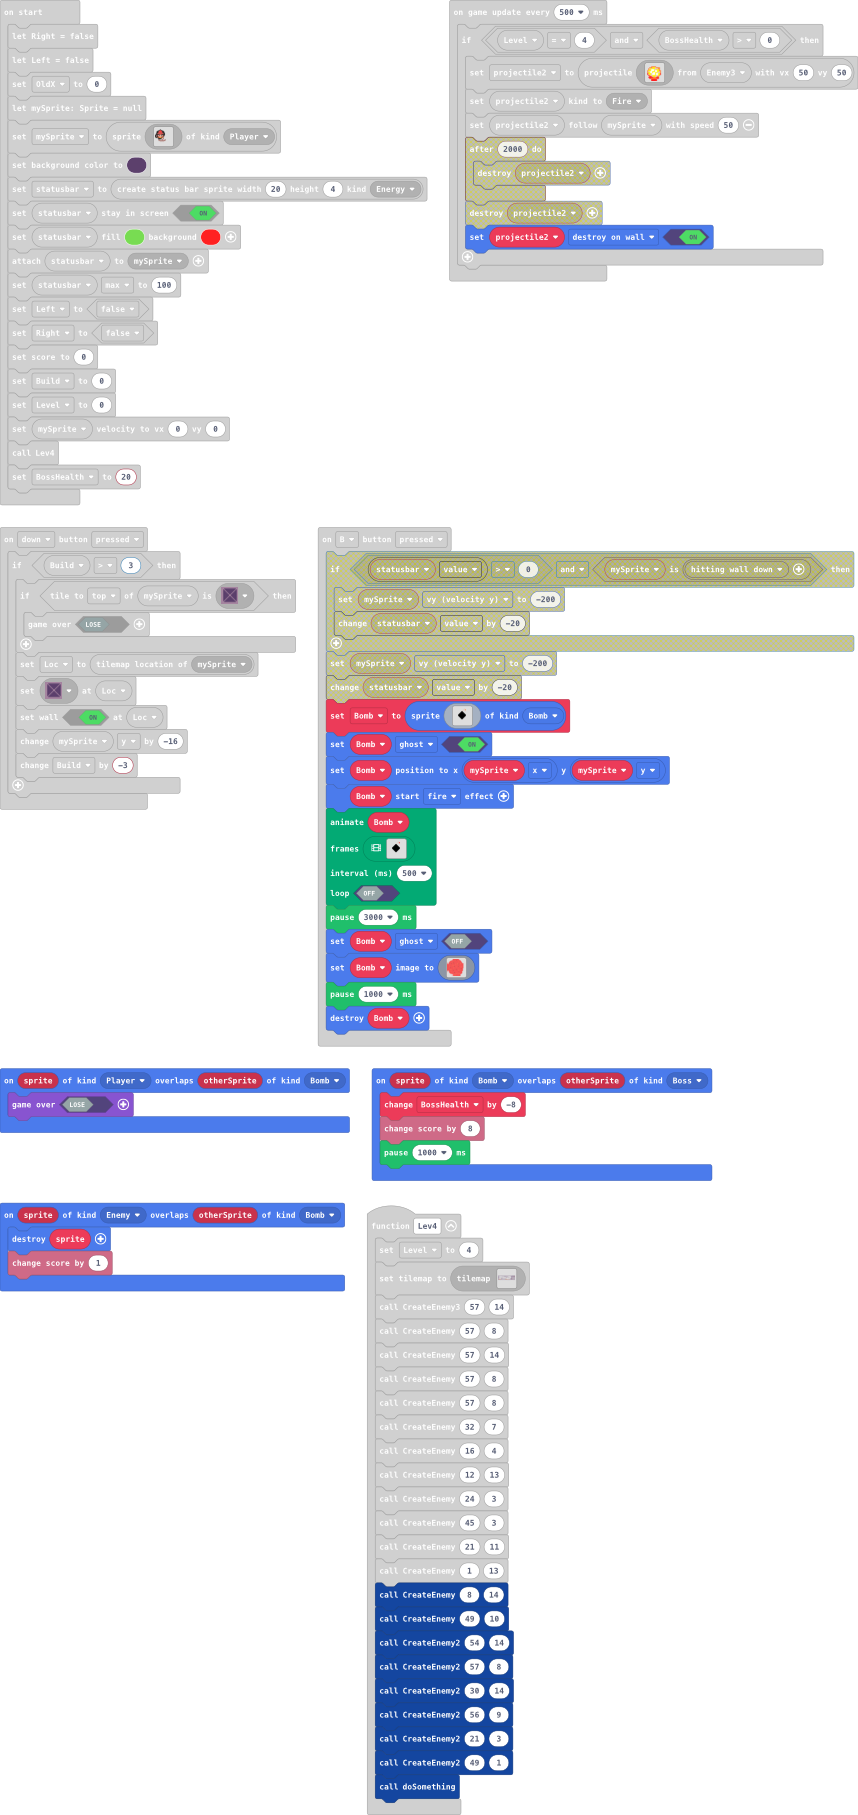 on start
let Right = false
let Left = false
set OldX to 0
let mySprite: Sprite = null
set mySprite to sprite of kind Player
set background color to
set statusbar to create status bar sprite width 20 height 4 kind Energy
set statusbar stay in screen ON
set statusbar fill background
attach statusbar to mySprite
set statusbar max to 100
set Left to false
set Right to false
set score to 0
set Build to 0
set Level to 0
set mySprite velocity to vx 0 vy 0
call Lev4
set BossHealth to 20
on game update every 500 ms
if Level = 4 and BossHealth > 0 then
set projectile2 to projectile from Enemy3 with vx 50 vy 50
set projectile2 kind to Fire
set projectile2 follow mySprite with speed 50
after 2000 do
destroy projectile2
destroy projectile2
set projectile2 destroy on wall ON
on down button pressed
if Build > 3 then
if tile to top of mySprite is then
game over LOSE
set Loc to tilemap location of mySprite
set at Loc
set wall ON at Loc
change mySprite y by -16
change Build by -3
on B button pressed
if statusbar value > 0 and mySprite is hitting wall down then
set mySprite vy (velocity y) to -200
change statusbar value by -20
set mySprite vy (velocity y) to -200
change statusbar value by -20
set Bomb to sprite of kind Bomb
set Bomb ghost ON
set Bomb position to x mySprite x y mySprite y
Bomb start fire effect
animate Bomb
frames
interval (ms) 500
loop OFF
pause 3000 ms
set Bomb ghost OFF
set Bomb image to
pause 1000 ms
destroy Bomb
on sprite of kind Player overlaps otherSprite of kind Bomb
game over LOSE
on sprite of kind Bomb overlaps otherSprite of kind Boss
change BossHealth by -8
change score by 8
pause 1000 ms
on sprite of kind Enemy overlaps otherSprite of kind Bomb
destroy sprite
change score by 1
function Lev4
set Level to 4
set tilemap to tilemap
call CreateEnemy3 57 14
call CreateEnemy 57 8
call CreateEnemy 57 14
call CreateEnemy 57 8
call CreateEnemy 57 8
call CreateEnemy 32 7
call CreateEnemy 16 4
call CreateEnemy 12 13
call CreateEnemy 24 3
call CreateEnemy 45 3
call CreateEnemy 21 11
call CreateEnemy 1 13
call CreateEnemy 8 14
call CreateEnemy 49 10
call CreateEnemy2 54 14
call CreateEnemy2 57 8
call CreateEnemy2 30 14
call CreateEnemy2 56 9
call CreateEnemy2 21 3
call CreateEnemy2 49 1
call doSomething